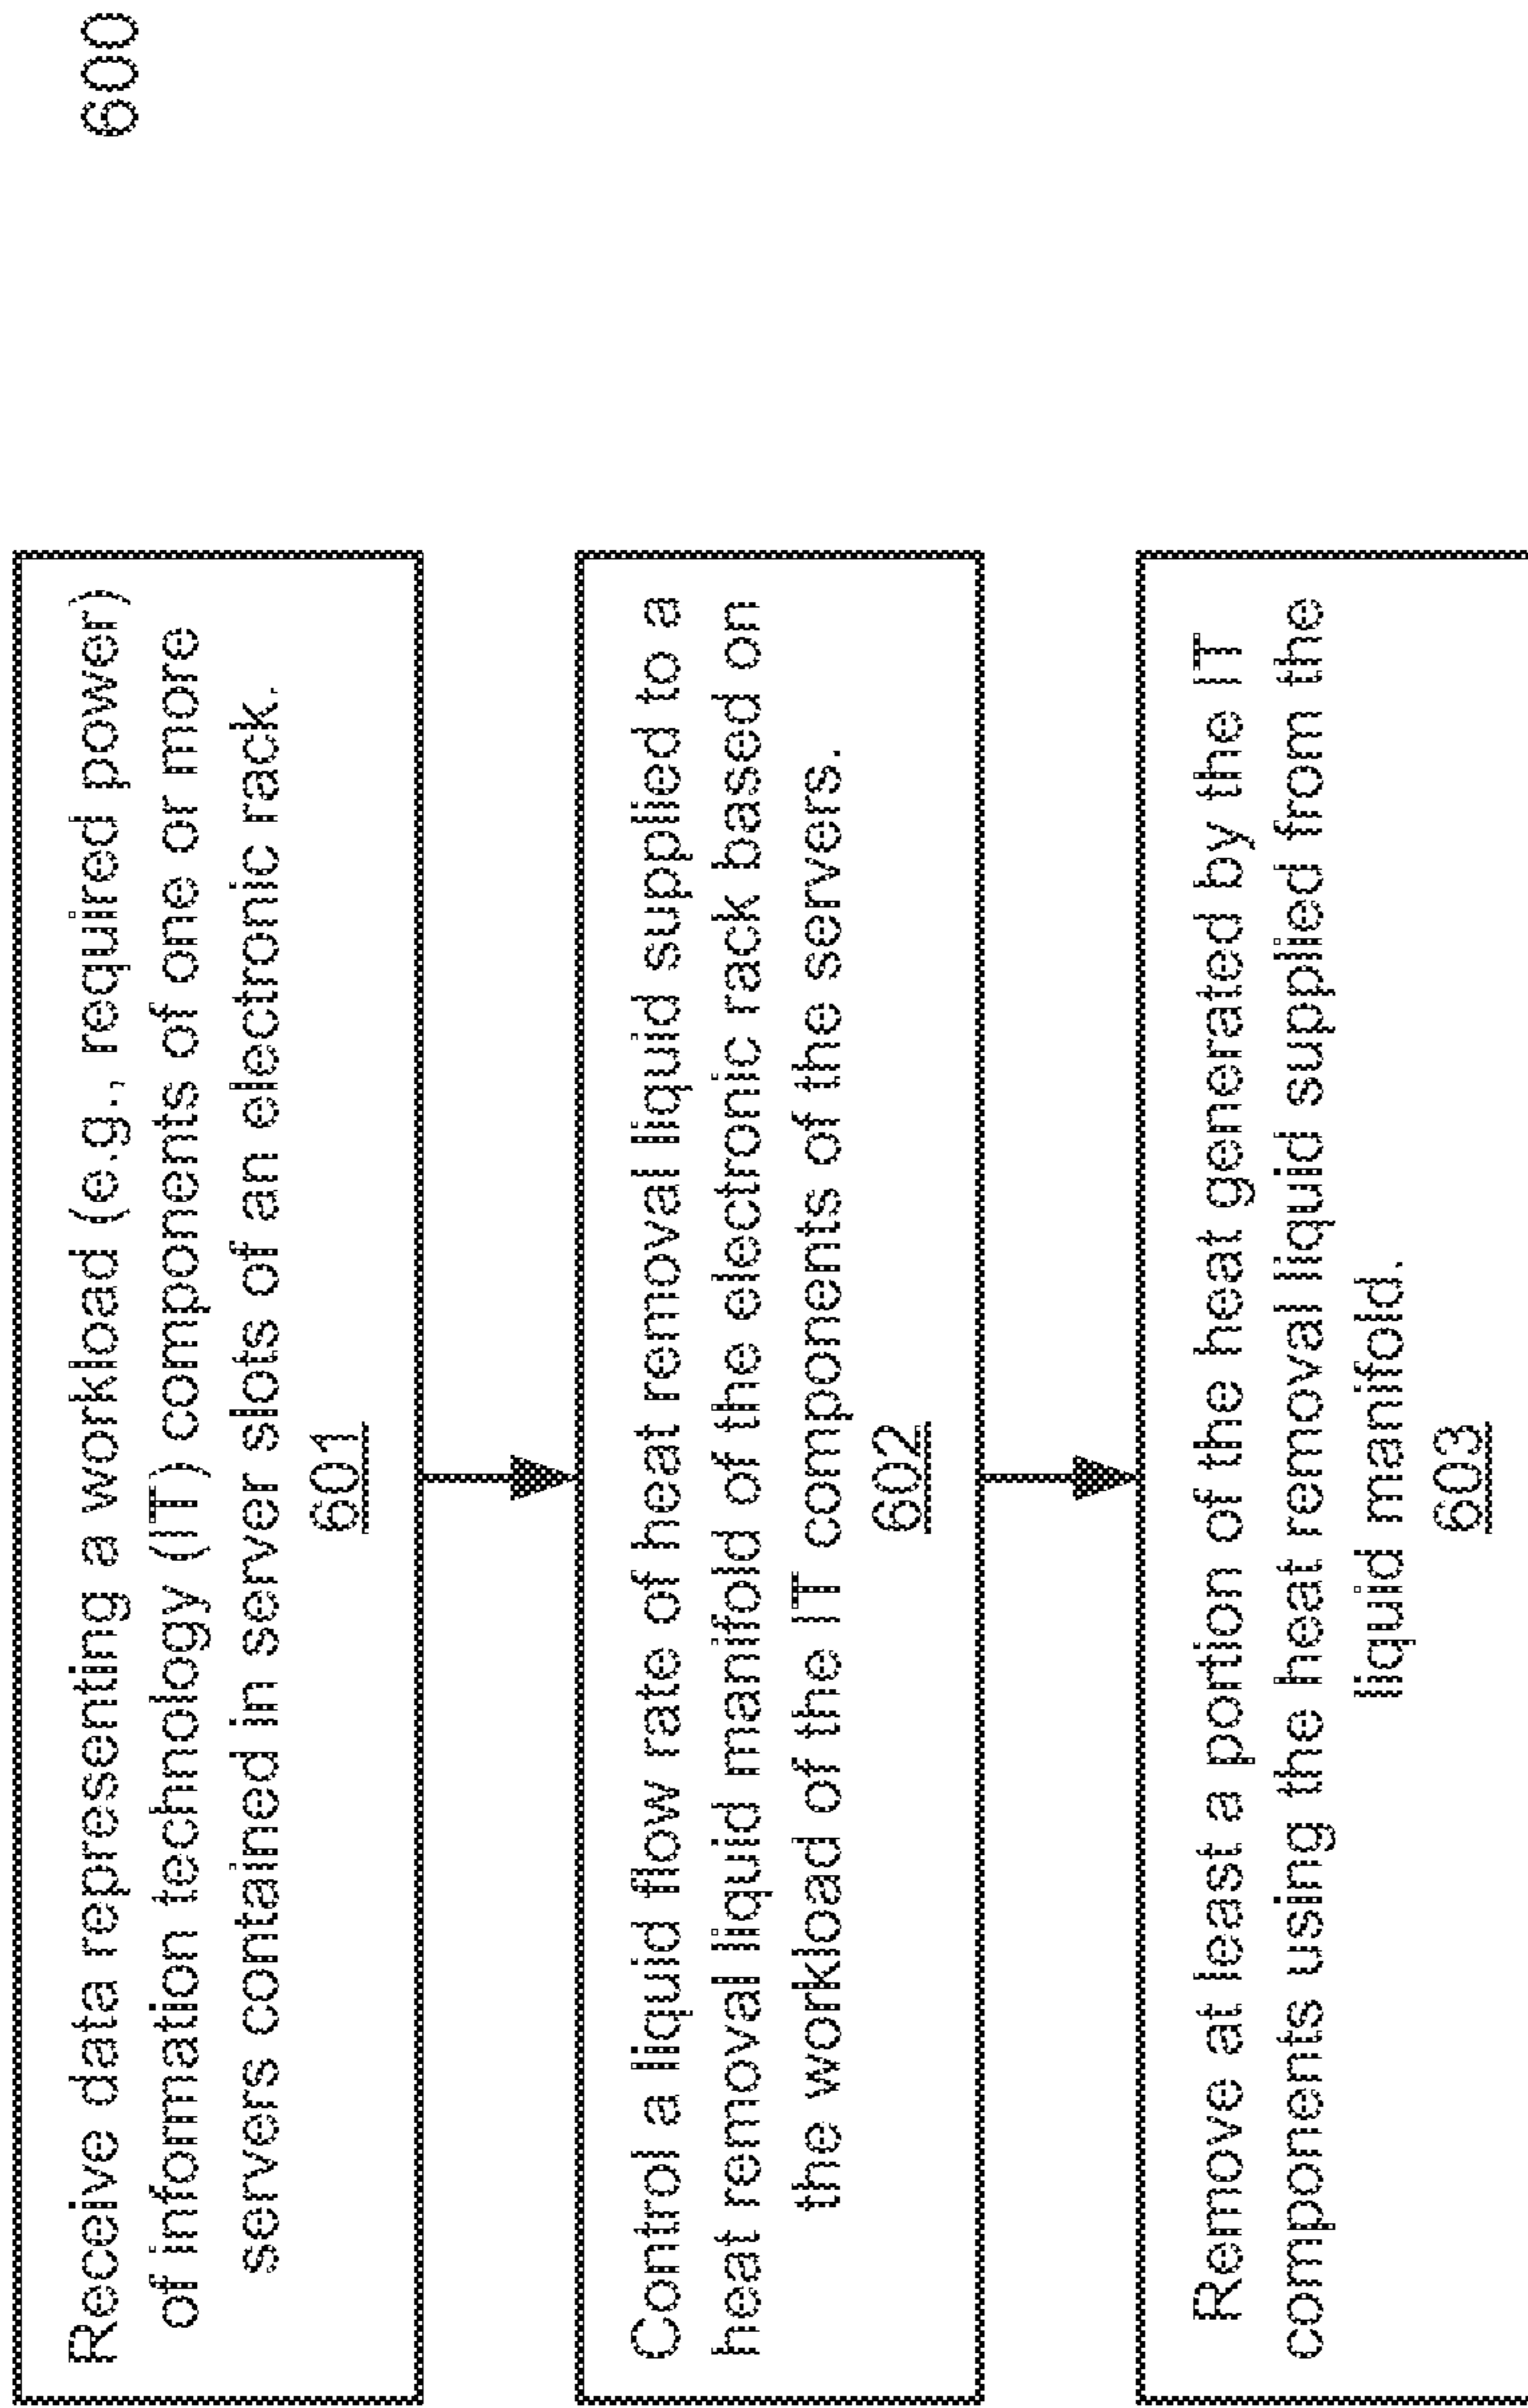 600
Receive data representing a workload (e.g., required power)
of information technology (IT) components of one or more
servers contained in server slots of an electronic rack.
601
Control a liquid flow rate of heat removal liquid supplied to a
heat removal liquid manifold of the electronic rack based on
the workload of the IT components of the servers.
602
Remove at least a portion of the heat generated by the IT
components using the heat removal liquid supplied from the
liquid manifold.
603